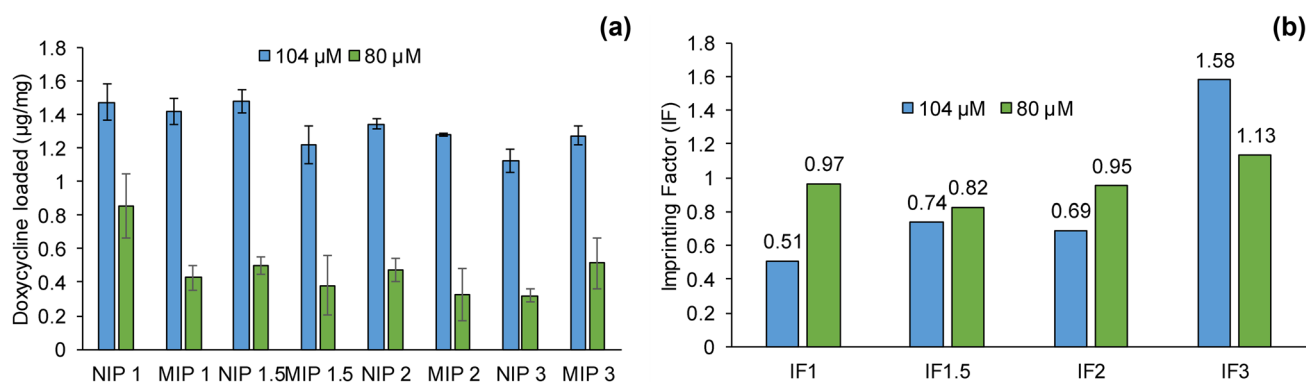 (a)
104 µM 80 µM
Doxycycline loaded (µg/mg)
1.8
1.6
1.4
1.2
1
0.8
0.6
0.4
0.2
0
NIP 1 MIP 1 NIP 1.5 MIP 1.5 NIP 2 MIP 2 NIP 3 MIP 3
(b)
104 µM 80 µM
Imprinting Factor (IF)
1.8
1.6
1.4
1.2
1
0.8
0.6
0.4
0.2
0
0.51 0.97 0.74 0.82 0.69 0.95 1.58 1.13
IF1 IF1.5 IF2 IF3